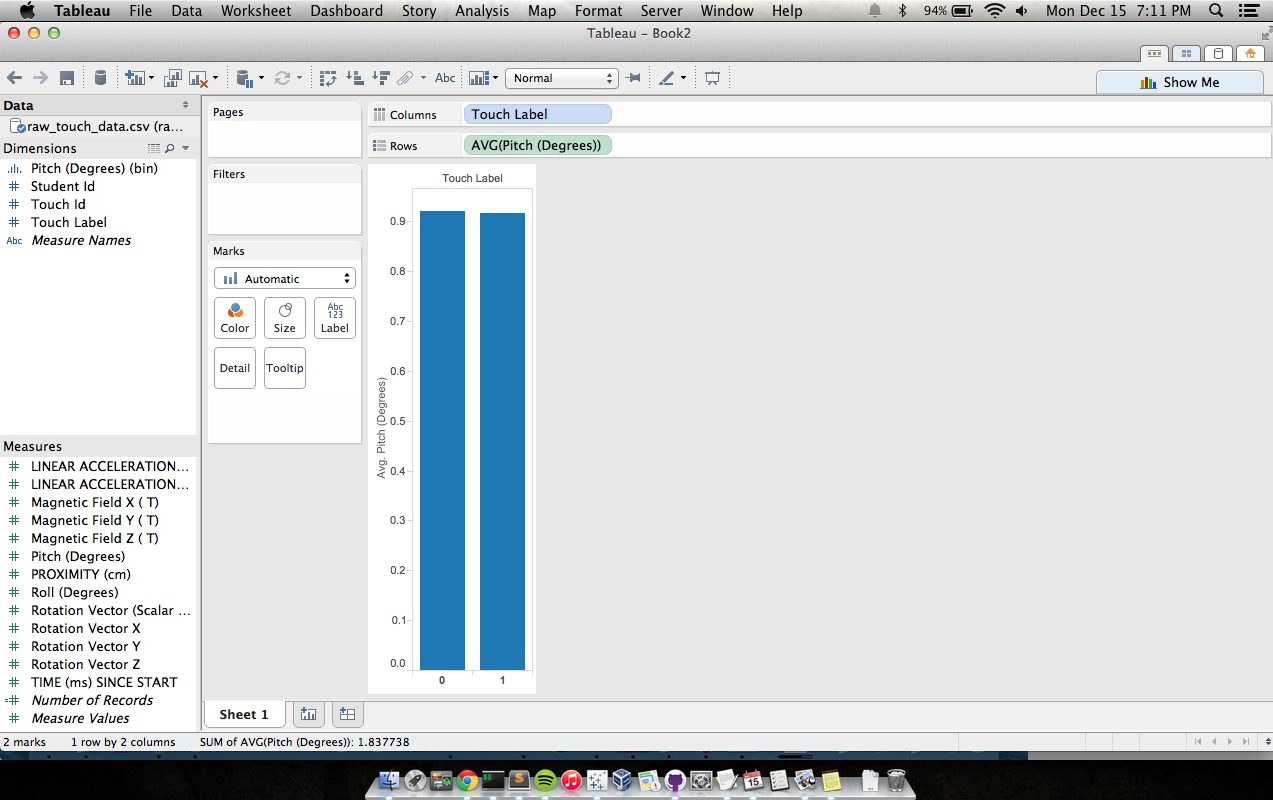 Tableau File Data Worksheet Dashboard Story Analysis Map Format Server Window Help 94% Mon Dec 15 7:11 PM
Tableau - Book2
Abc Normal Show Me
Data
raw_touch_data.csv (ra...
Dimensions
Pitch (Degrees) (bin)
Student Id
Touch Id
Touch Label
Abc Measure Names
Measures
LINEAR ACCELERATION...
LINEAR ACCELERATION...
Magnetic Field X ( T)
Magnetic Field Y ( T)
Magnetic Field Z ( T)
Pitch (Degrees)
PROXIMITY (cm)
Roll (Degrees)
Rotation Vector (Scalar ...
Rotation Vector X
Rotation Vector Y
Rotation Vector Z
TIME (ms) SINCE START
Number of Records
Measure Values
Pages
Filters
Marks
Automatic
Color
Size
Abc
123
Label
Detail
Tooltip
Columns Touch Label
Rows AVG(Pitch (Degrees))
Touch Label
Avg. Pitch (Degrees)
0.9
0.8
0.7
0.6
0.5
0.4
0.3
0.2
0.1
0.0
0 1
Sheet 1
2 marks 1 row by 2 columns SUM of AVG(Pitch (Degrees)): 1.837738
15